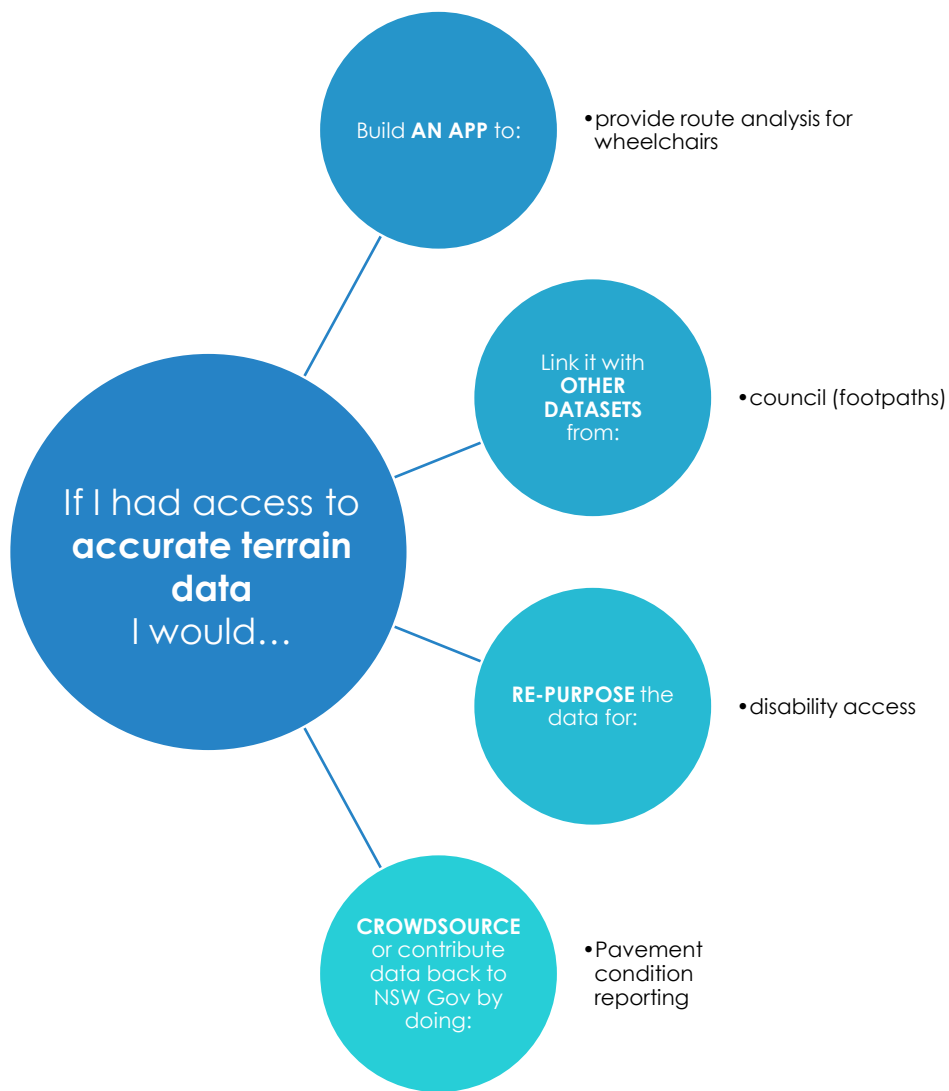 Build AN APP to:
•provide route analysis for
wheelchairs
Link it with
OTHER
DATASETS
from:
•council (footpaths)
If I had access to
accurate terrain
data
I would...
RE-PURPOSE the
data for:
•disability access
CROWDSOURCE
or contribute
data back to
NSW Gov by
doing:
•Pavement
condition
reporting